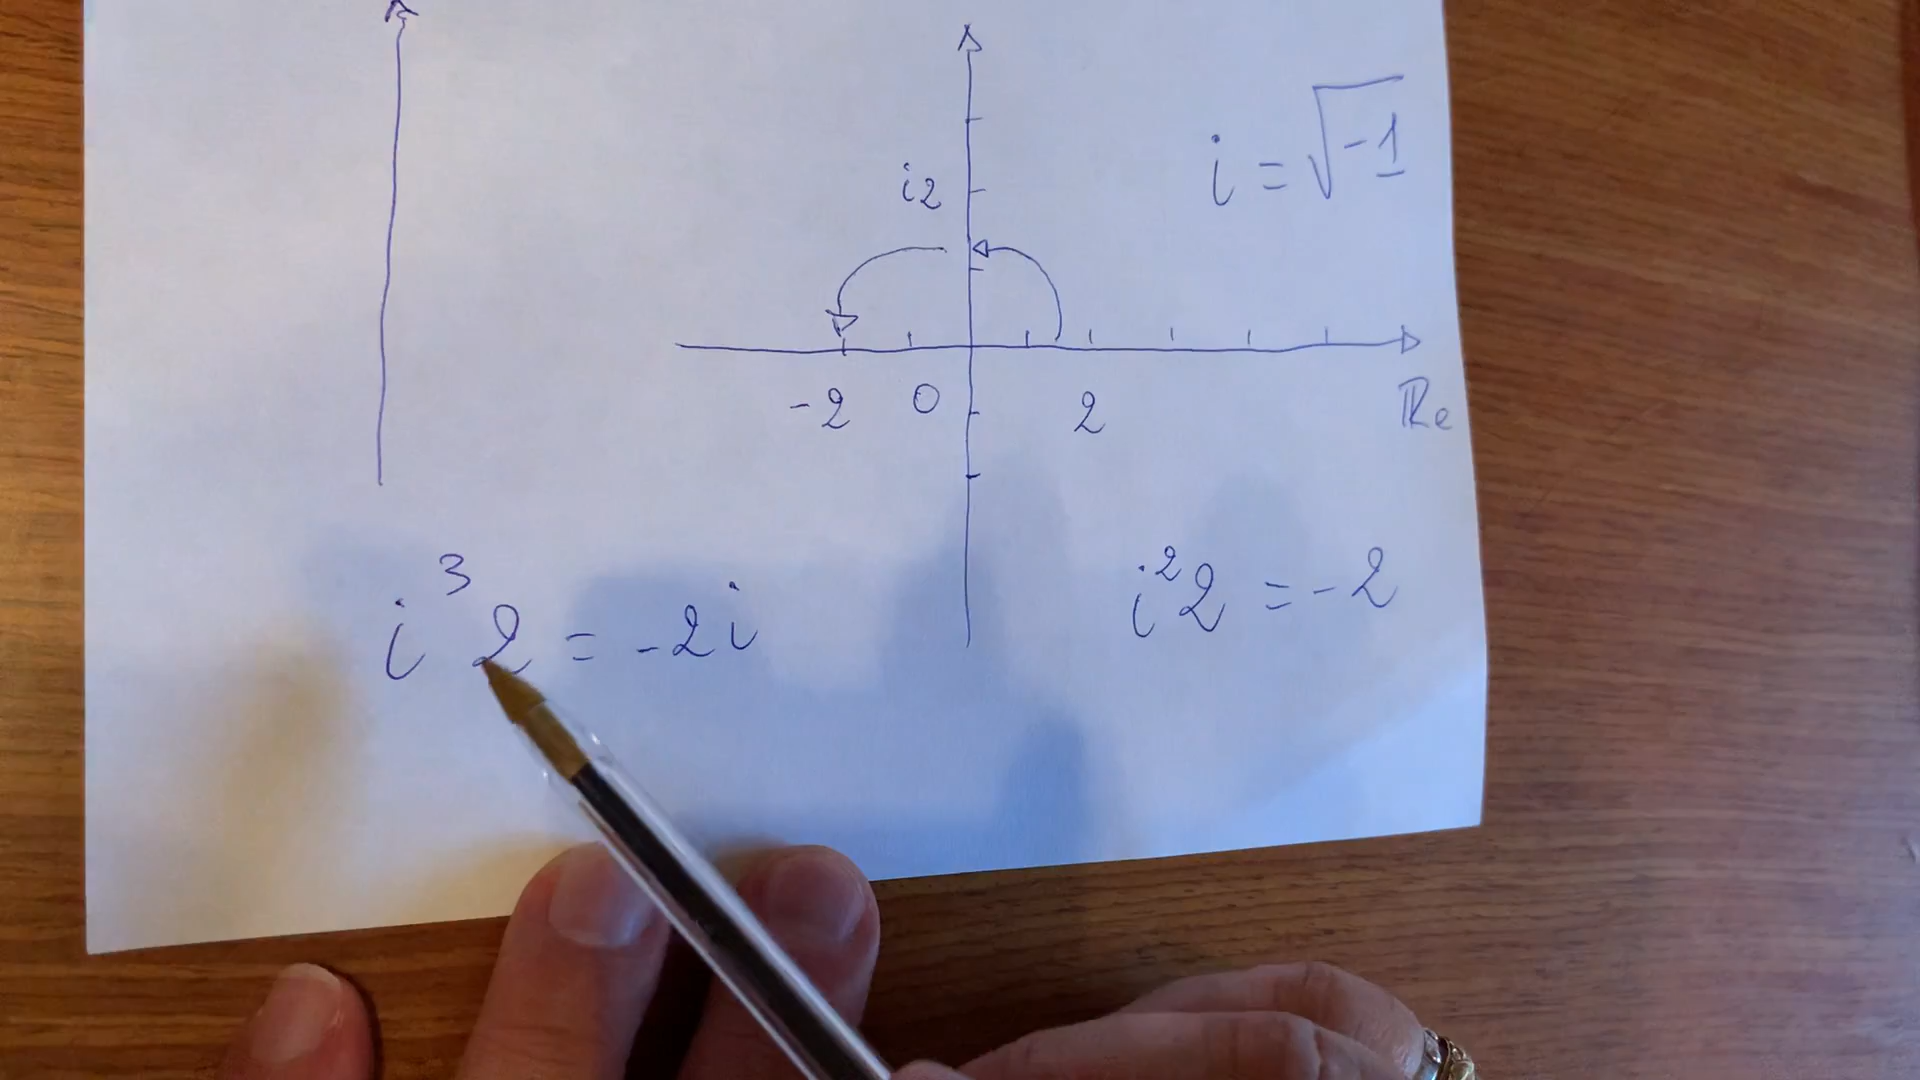 i = √-1
i2
-2 0 2
Re
i³2 = -2i
i²2 = -2